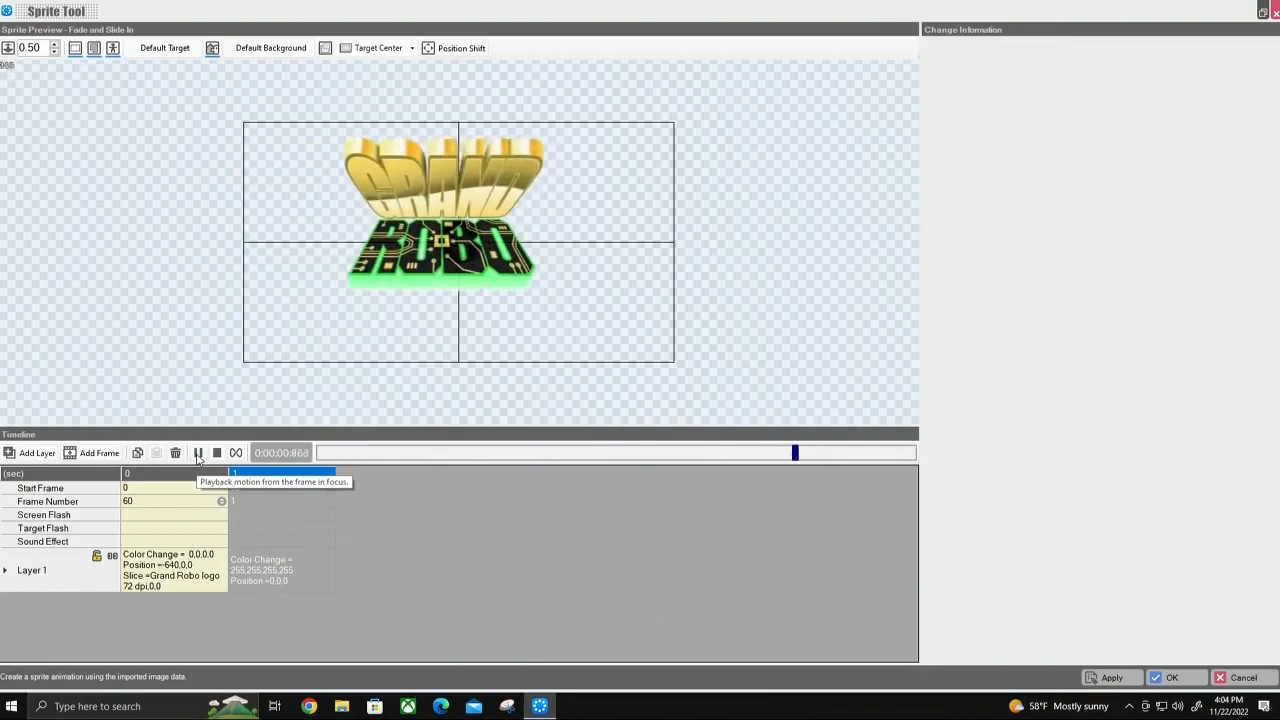 Sprite Tool
Sprite Preview - Fade and Slide In
Change Information
0.50
Default Target
Default Background
Target Center
Position Shift
GRAND
ROBO
Timeline
Add Layer
Add Frame
0:00:00:868
(sec)
0
1
Playback motion from the frame in focus.
Start Frame
0
Frame Number
60
1
Screen Flash
Target Flash
Sound Effect
Layer 1
Color Change = 0,0,0,0
Position =-640,0,0
Slice =Grand Robo logo
72 dpi,0,0
Color Change =
255,255,255,255
Position =0,0,0
Create a sprite animation using the imported image data.
Apply
OK
Cancel
Type here to search
58°F Mostly sunny
4:04 PM
11/22/2022